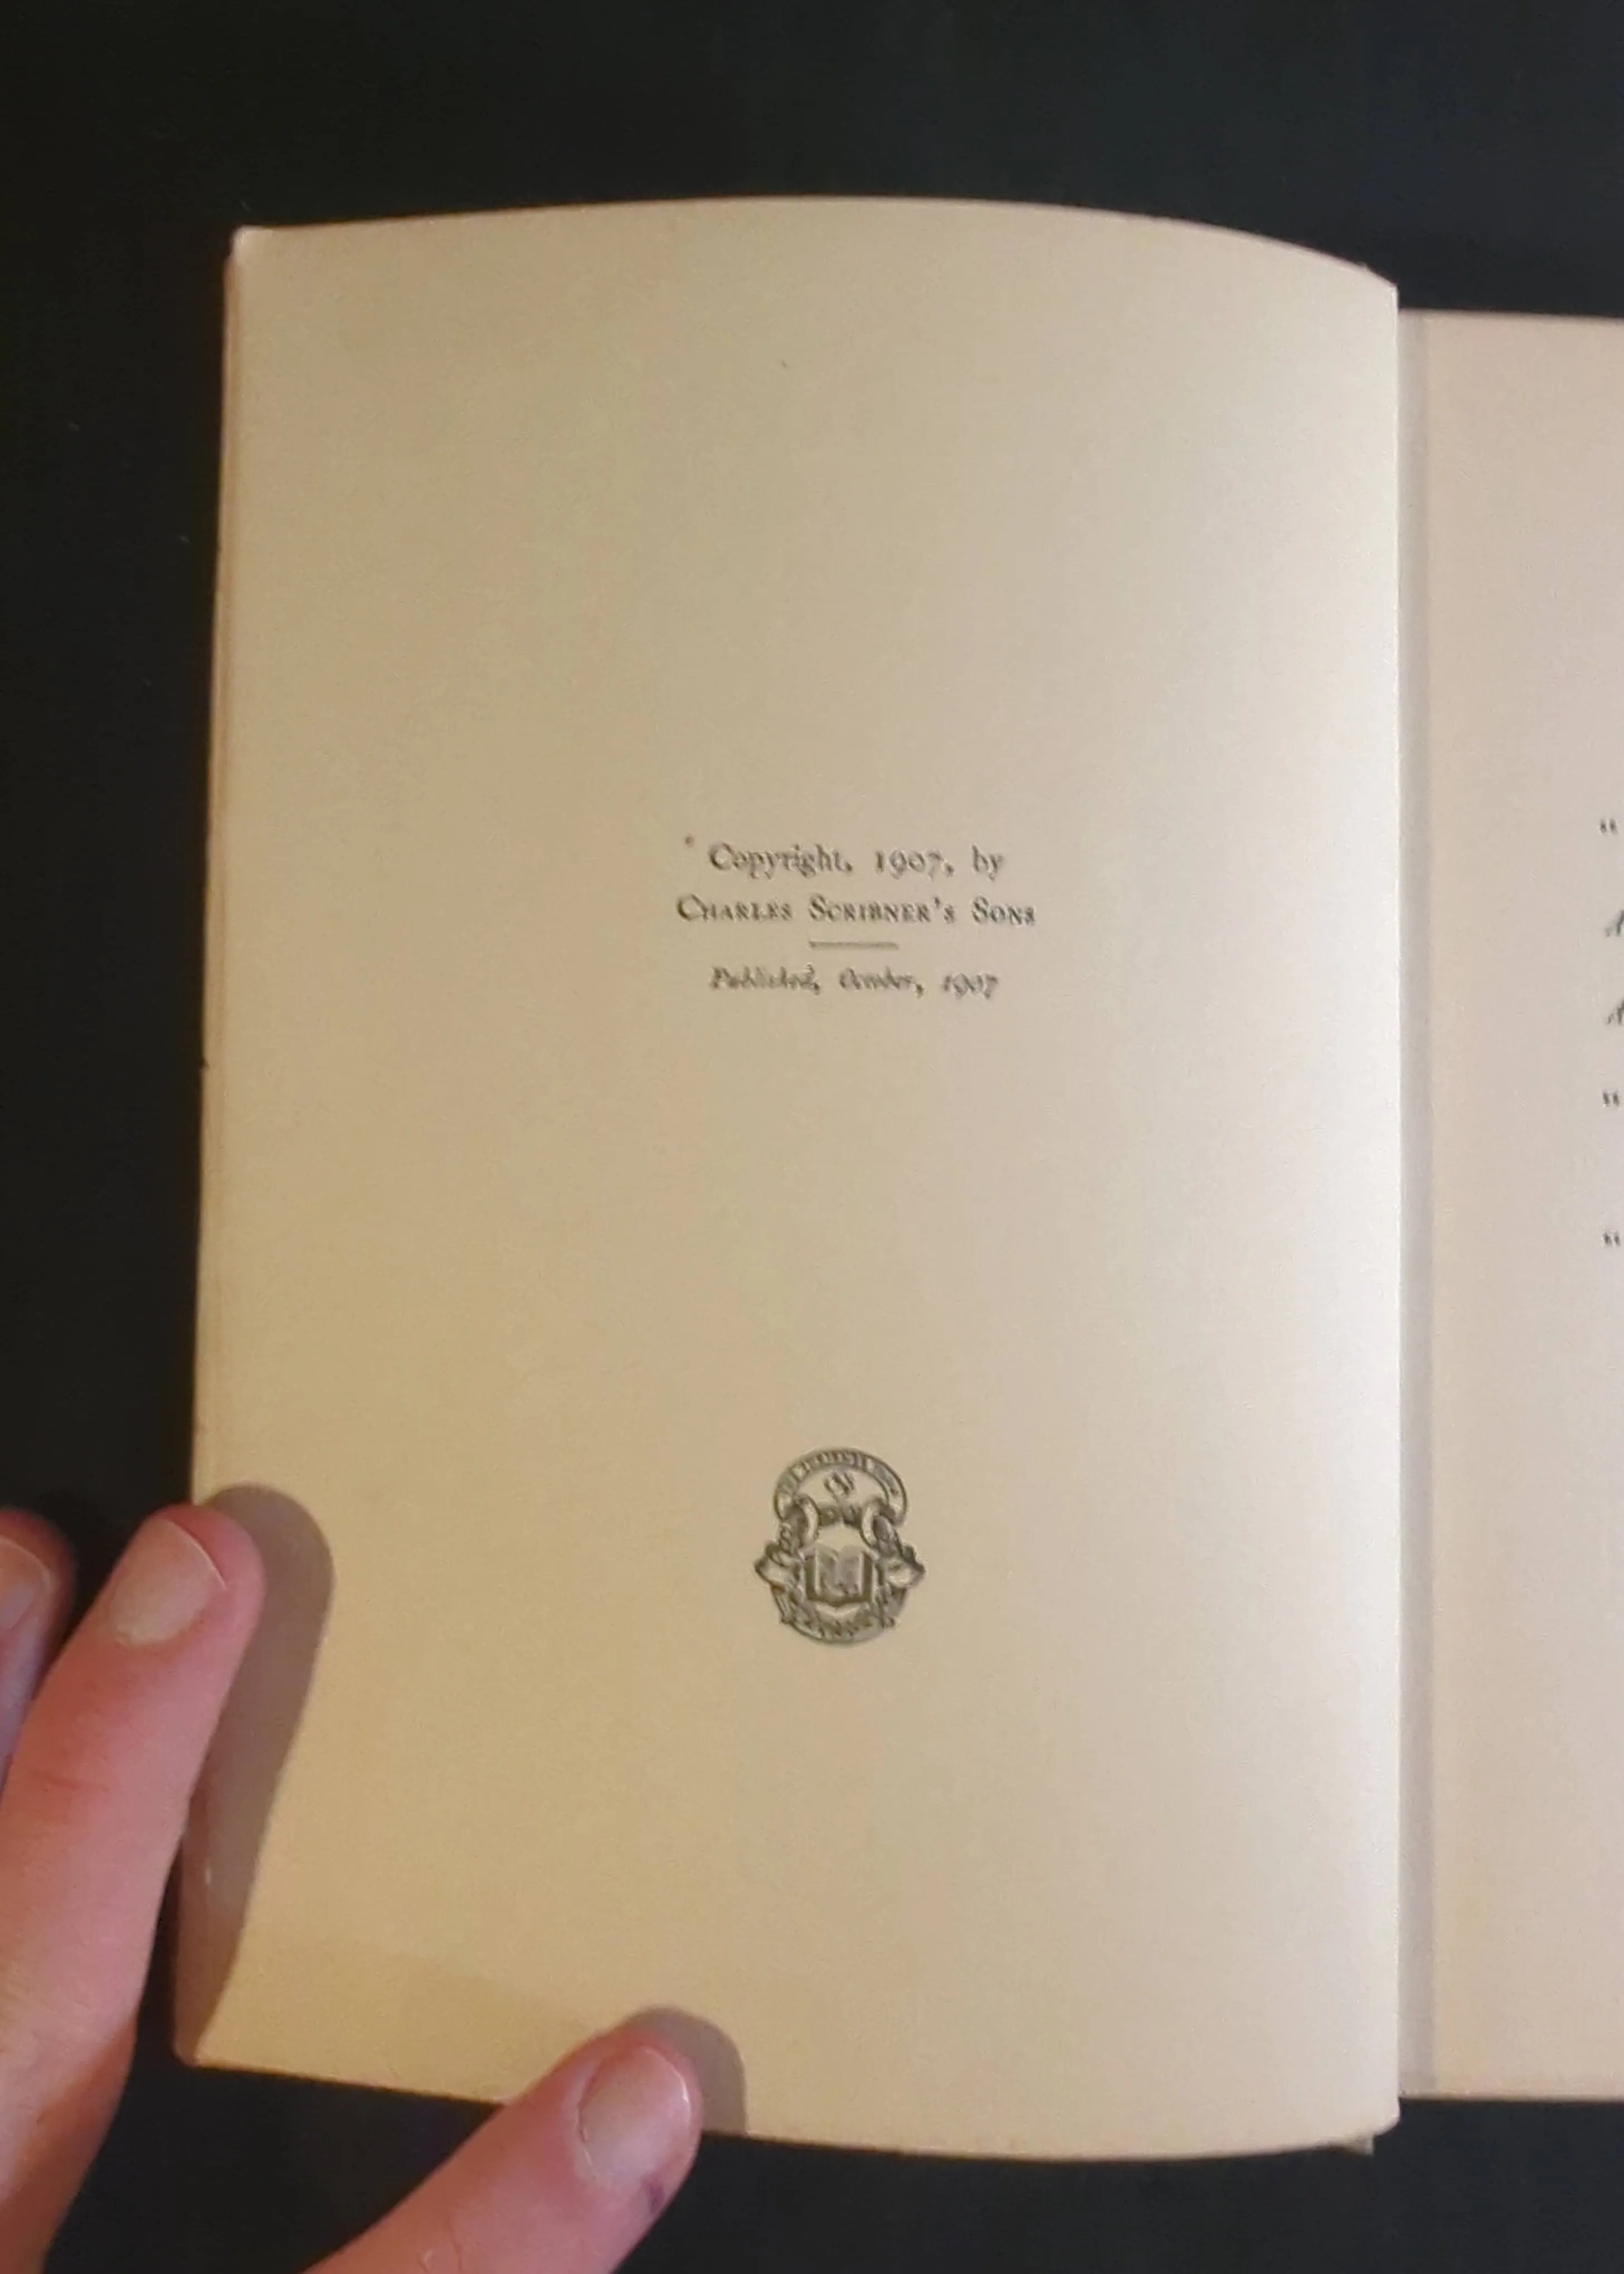 Copyright, 1907, by
CHARLES SCRIBNER'S SONS
Published, October, 1907
"
A
A
"
"